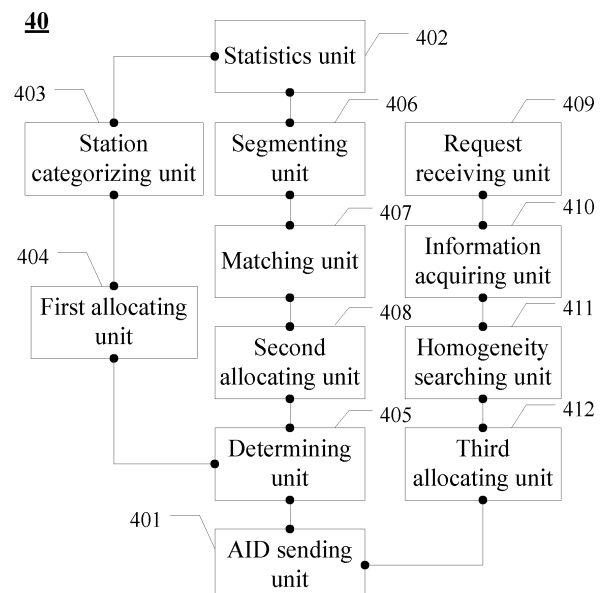 40
402
Statistics unit
403
406
409
Station
categorizing unit
Segmenting
unit
Request
receiving unit
407
410
404
Matching unit
Information
acquiring unit
408
411
First allocating
unit
Second
allocating unit
Homogeneity
searching unit
405
412
Determining
unit
Third
allocating unit
401
AID sending
unit